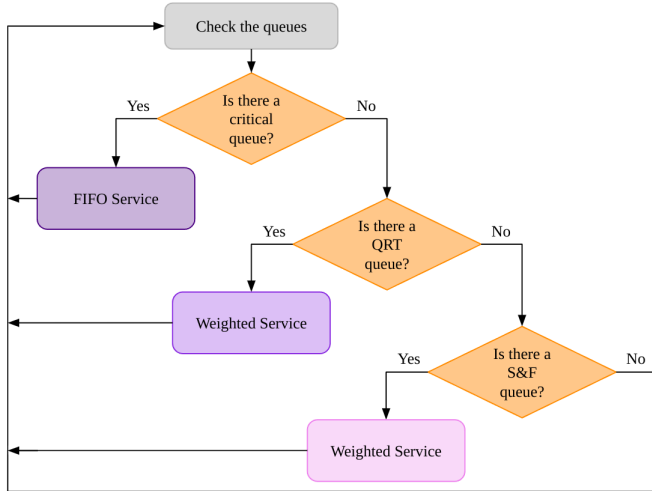 Check the queues
Is there a
critical
queue?
Yes
No
FIFO Service
Is there a
QRT
queue?
Yes
No
Weighted Service
Is there a
S&F
queue?
Yes
No
Weighted Service